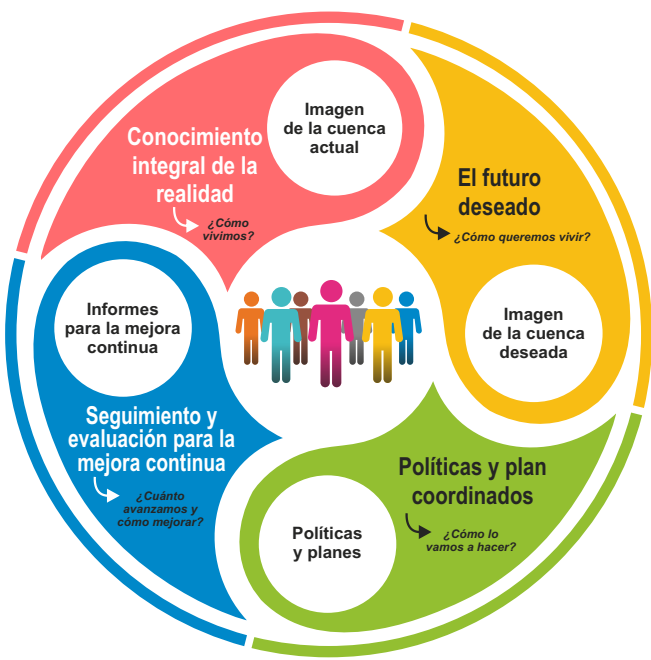 Conocimiento
integral de la
realidad
¿Cómo
vivimos?
Imagen
de la cuenca
actual
El futuro
deseado
¿Cómo queremos vivir?
Imagen
de la cuenca
deseada
Políticas y plan
coordinados
¿Cómo lo
vamos a hacer?
Políticas
y planes
Seguimiento y
evaluación para la
mejora continua
¿Cuánto
avanzamos y
cómo mejorar?
Informes
para la mejora
continua